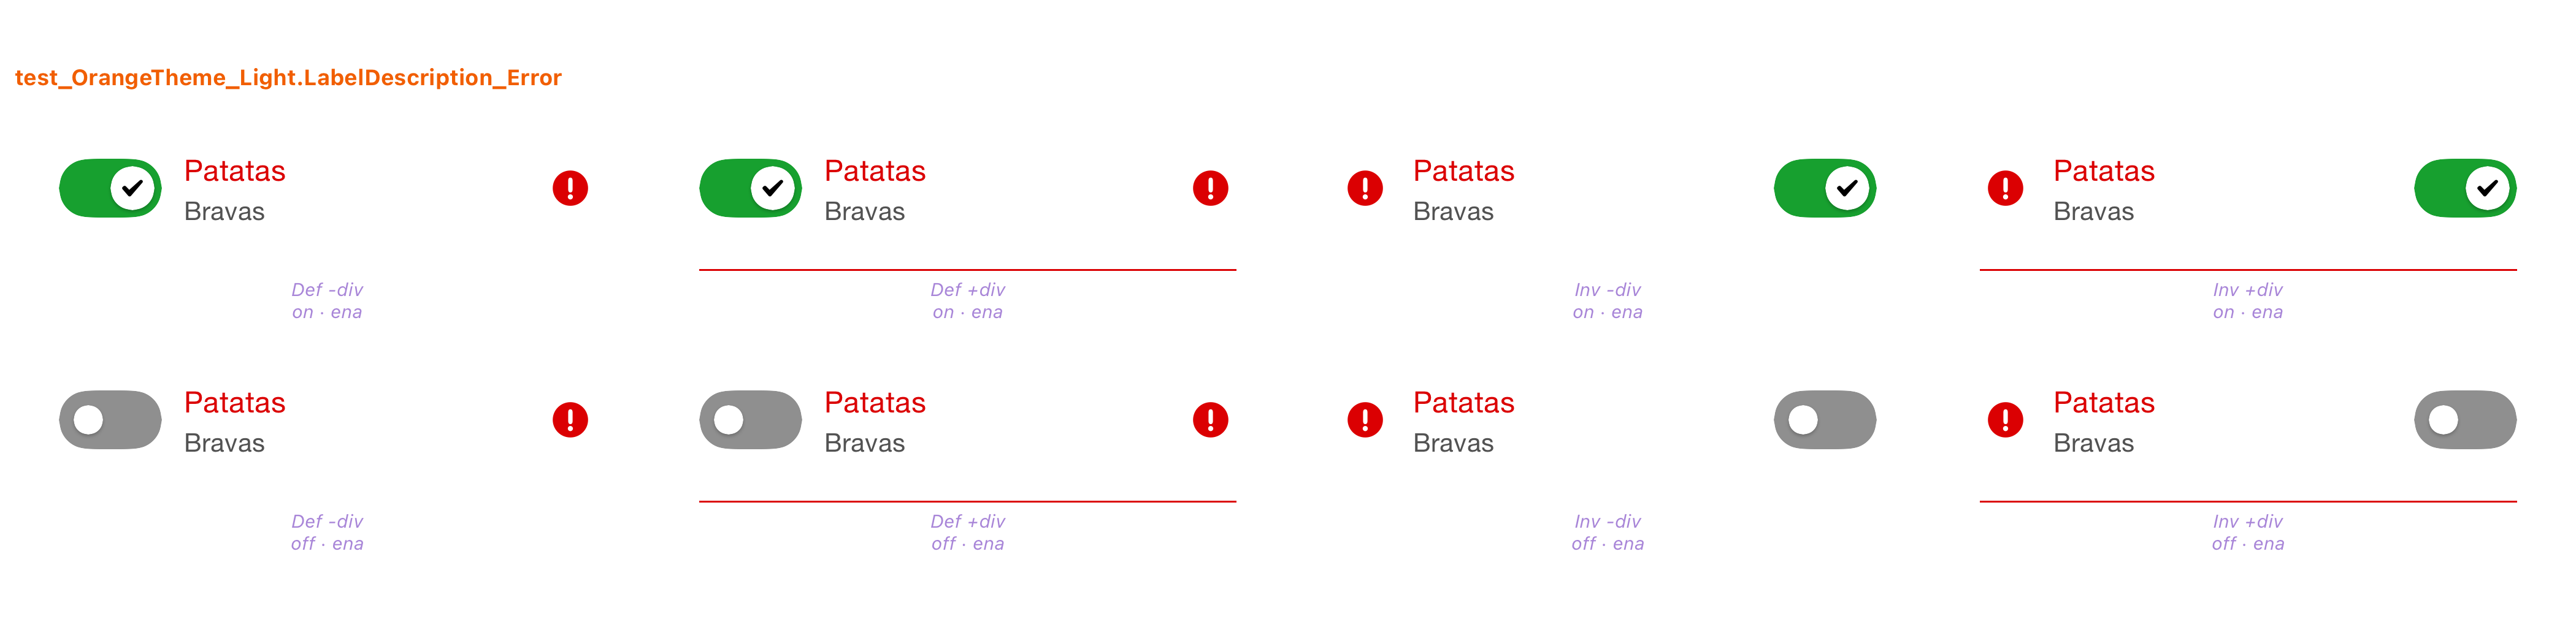 test_OrangeTheme_Light.LabelDescription_Error
Patatas
Bravas
Def -div
on · ena
Patatas
Bravas
Def +div
on · ena
Patatas
Bravas
Inv -div
on · ena
Patatas
Bravas
Inv +div
on · ena
Patatas
Bravas
Def -div
off · ena
Patatas
Bravas
Def +div
off · ena
Patatas
Bravas
Inv -div
off · ena
Patatas
Bravas
Inv +div
off · ena